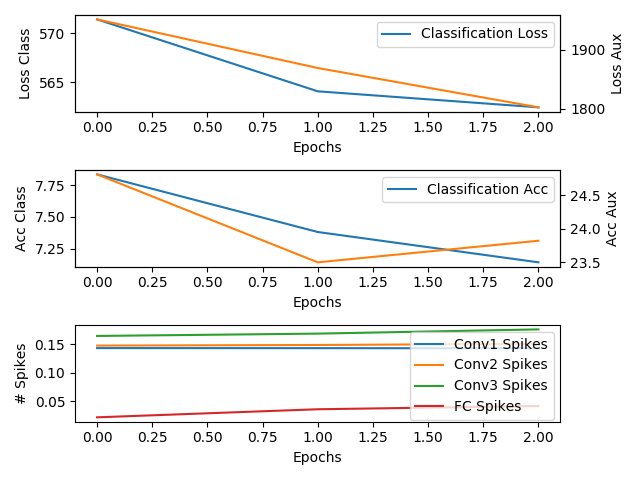 Classification Loss
570
565
Loss Class
1900
1800
Loss Aux
0.00 0.25 0.50 0.75 1.00 1.25 1.50 1.75 2.00
Epochs
Classification Acc
7.75
7.50
7.25
Acc Class
24.5
24.0
23.5
Acc Aux
0.00 0.25 0.50 0.75 1.00 1.25 1.50 1.75 2.00
Epochs
Conv1 Spikes
Conv2 Spikes
Conv3 Spikes
FC Spikes
0.15
0.10
0.05
# Spikes
0.00 0.25 0.50 0.75 1.00 1.25 1.50 1.75 2.00
Epochs